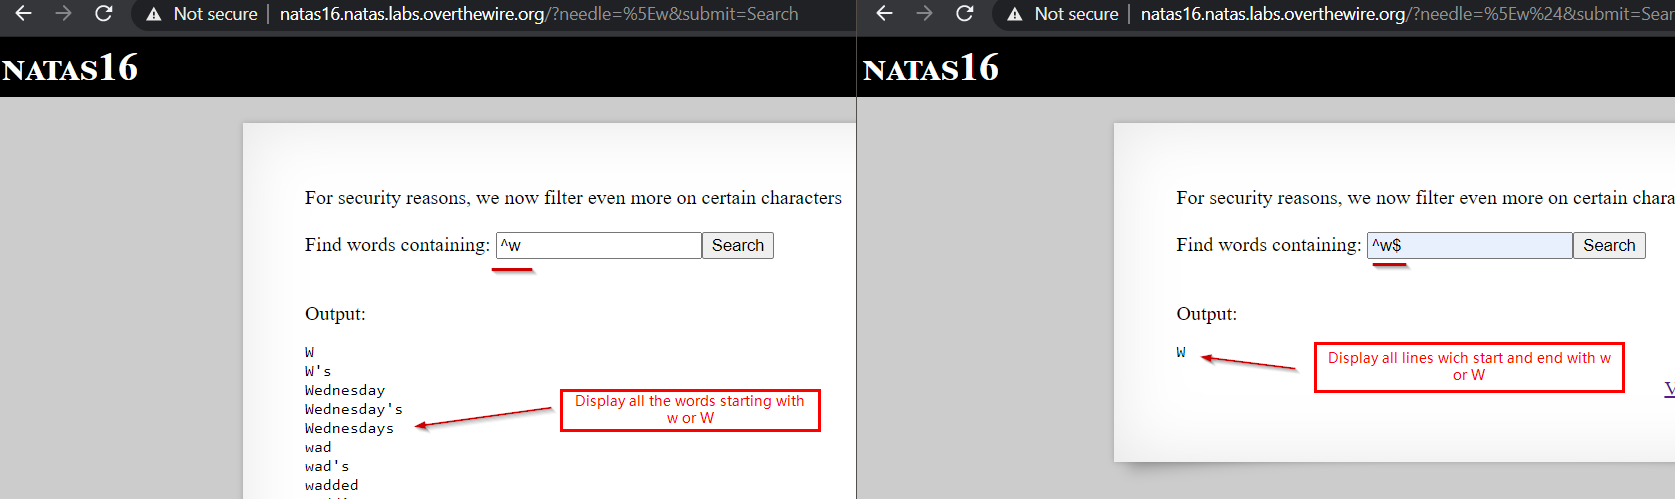 Not secure | natas16.natas.labs.overthewire.org/?needle=%5Ew&submit=Search
NATAS16
For security reasons, we now filter even more on certain characters
Find words containing: ^w Search
Output:
W
W's
Wednesday
Wednesday's
Wednesdays
wad
wad's
wadded
Display all the words starting with
w or W
Not secure | natas16.natas.labs.overthewire.org/?needle=%5Ew%24&submit=Sear
NATAS16
For security reasons, we now filter even more on certain chara
Find words containing: ^w$ Search
Output:
W
Display all lines wich start and end with w
or W